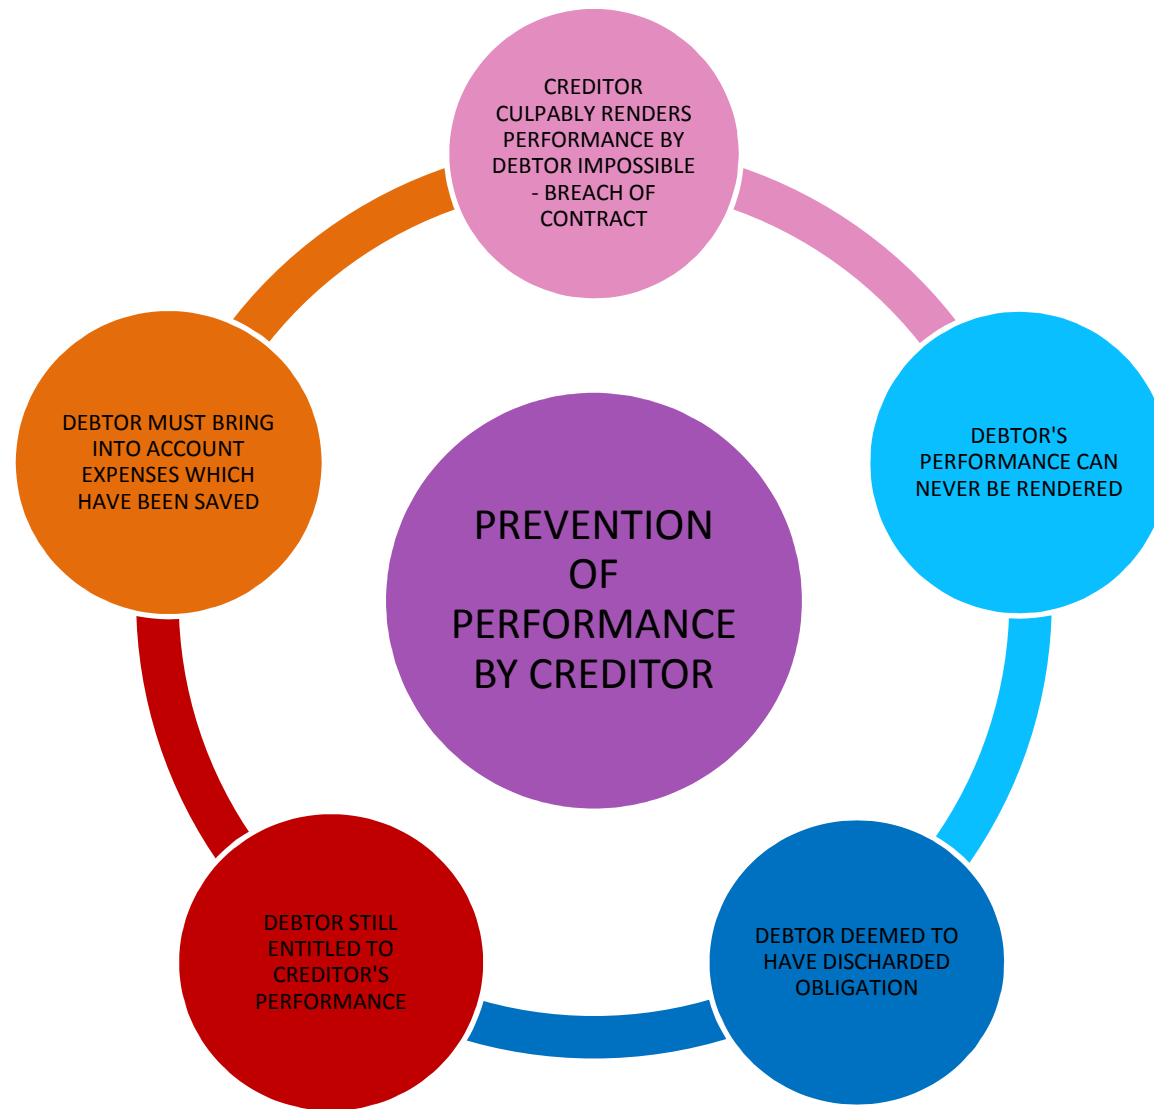 CREDITOR
CULPABLY RENDERS
PERFORMANCE BY
DEBTOR IMPOSSIBLE
- BREACH OF
CONTRACT
DEBTOR'S
PERFORMANCE CAN
NEVER BE RENDERED
DEBTOR DEEMED TO
HAVE DISCHARDED
OBLIGATION
DEBTOR STILL
ENTITLED TO
CREDITOR'S
PERFORMANCE
DEBTOR MUST BRING
INTO ACCOUNT
EXPENSES WHICH
HAVE BEEN SAVED
PREVENTION
OF
PERFORMANCE
BY CREDITOR